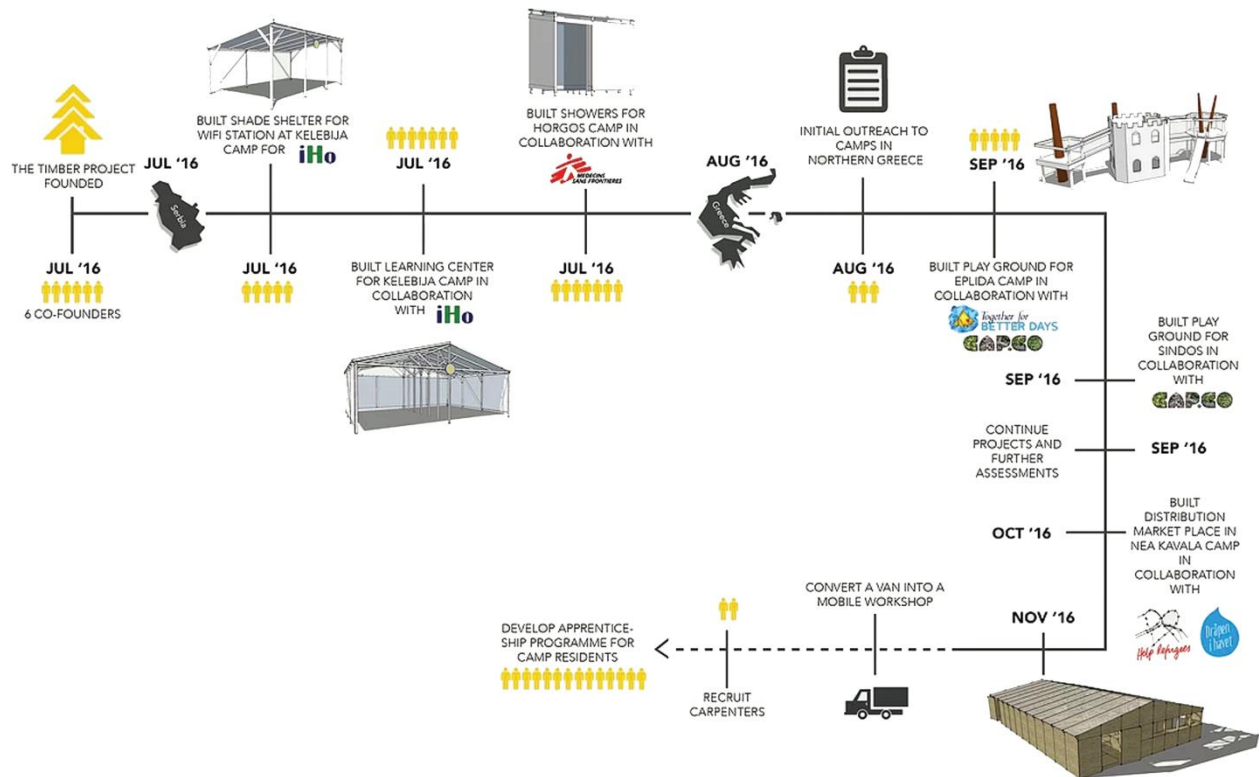 THE TIMBER PROJECT
FOUNDED
JUL '16
6 CO-FOUNDERS
JUL '16
Serbia
BUILT SHADE SHELTER FOR
WIFI STATION AT KELEBIJA
CAMP FOR iHo
JUL '16
JUL '16
BUILT LEARNING CENTER
FOR KELEBIJA CAMP IN
COLLABORATION
WITH iHo
BUILT SHOWERS FOR
HORGOS CAMP IN
COLLABORATION WITH
MEDECINS
SANS FRONTIERES
JUL '16
AUG '16
Greece
INITIAL OUTREACH TO
CAMPS IN
NORTHERN GREECE
AUG '16
SEP '16
BUILT PLAY GROUND FOR
EPLIDA CAMP IN
COLLABORATION WITH
Together for
BETTER DAYS
CAP.CO
BUILT PLAY
GROUND FOR
SINDOS IN
COLLABORATION
WITH
CAP.CO
SEP '16
CONTINUE
PROJECTS AND
FURTHER
ASSESSMENTS
SEP '16
OCT '16
BUILT
DISTRIBUTION
MARKET PLACE IN
NEA KAVALA CAMP
IN
COLLABORATION
WITH
Help Refugees
Dråpen
i havet
NOV '16
CONVERT A VAN INTO A
MOBILE WORKSHOP
RECRUIT
CARPENTERS
DEVELOP APPRENTICE-
SHIP PROGRAMME FOR
CAMP RESIDENTS